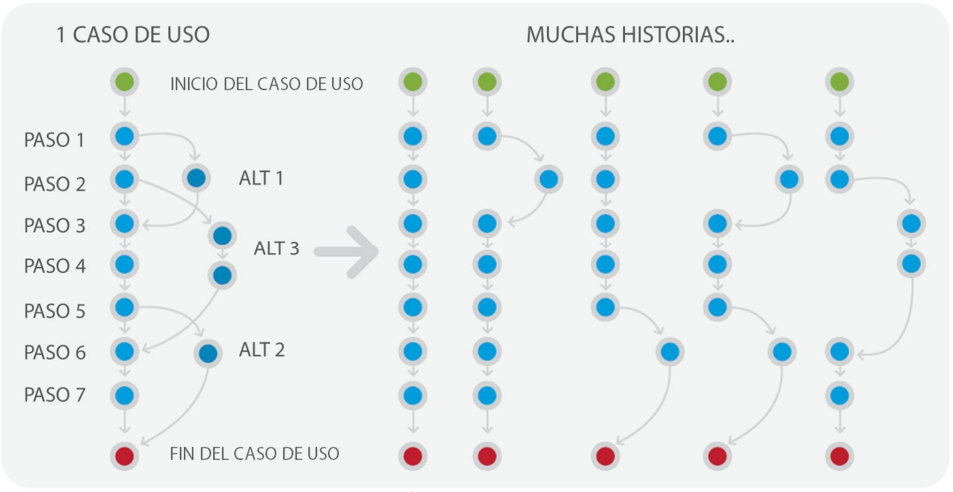 1 CASO DE USO
MUCHAS HISTORIAS..
INICIO DEL CASO DE USO
PASO 1
PASO 2
ALT 1
PASO 3
ALT 3
PASO 4
PASO 5
PASO 6
ALT 2
PASO 7
FIN DEL CASO DE USO